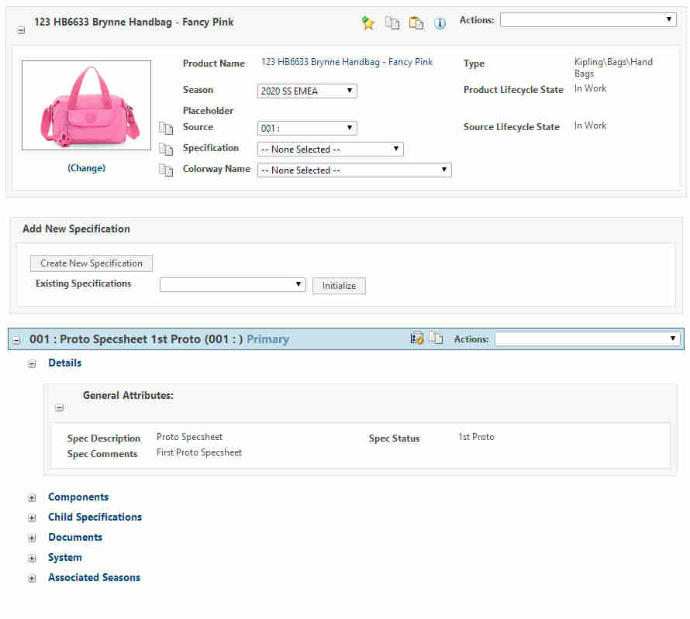 123 HB6633 Brynne Handbag - Fancy Pink
Actions:
Product Name 123 HB6633 Brynne Handbag - Fancy Pink Type Kipling\Bags\Hand
Bags
Season 2020 SS EMEA Product Lifecycle State In Work
Placeholder
Source 001 : Source Lifecycle State In Work
Specification -- None Selected --
(Change) Colorway Name -- None Selected --
Add New Specification
Create New Specification
Existing Specifications Initialize
001 : Proto Specsheet 1st Proto (001 : ) Primary Actions:
Details
General Attributes:
Spec Description Proto Specsheet Spec Status 1st Proto
Spec Comments First Proto Specsheet
Components
Child Specifications
Documents
System
Associated Seasons